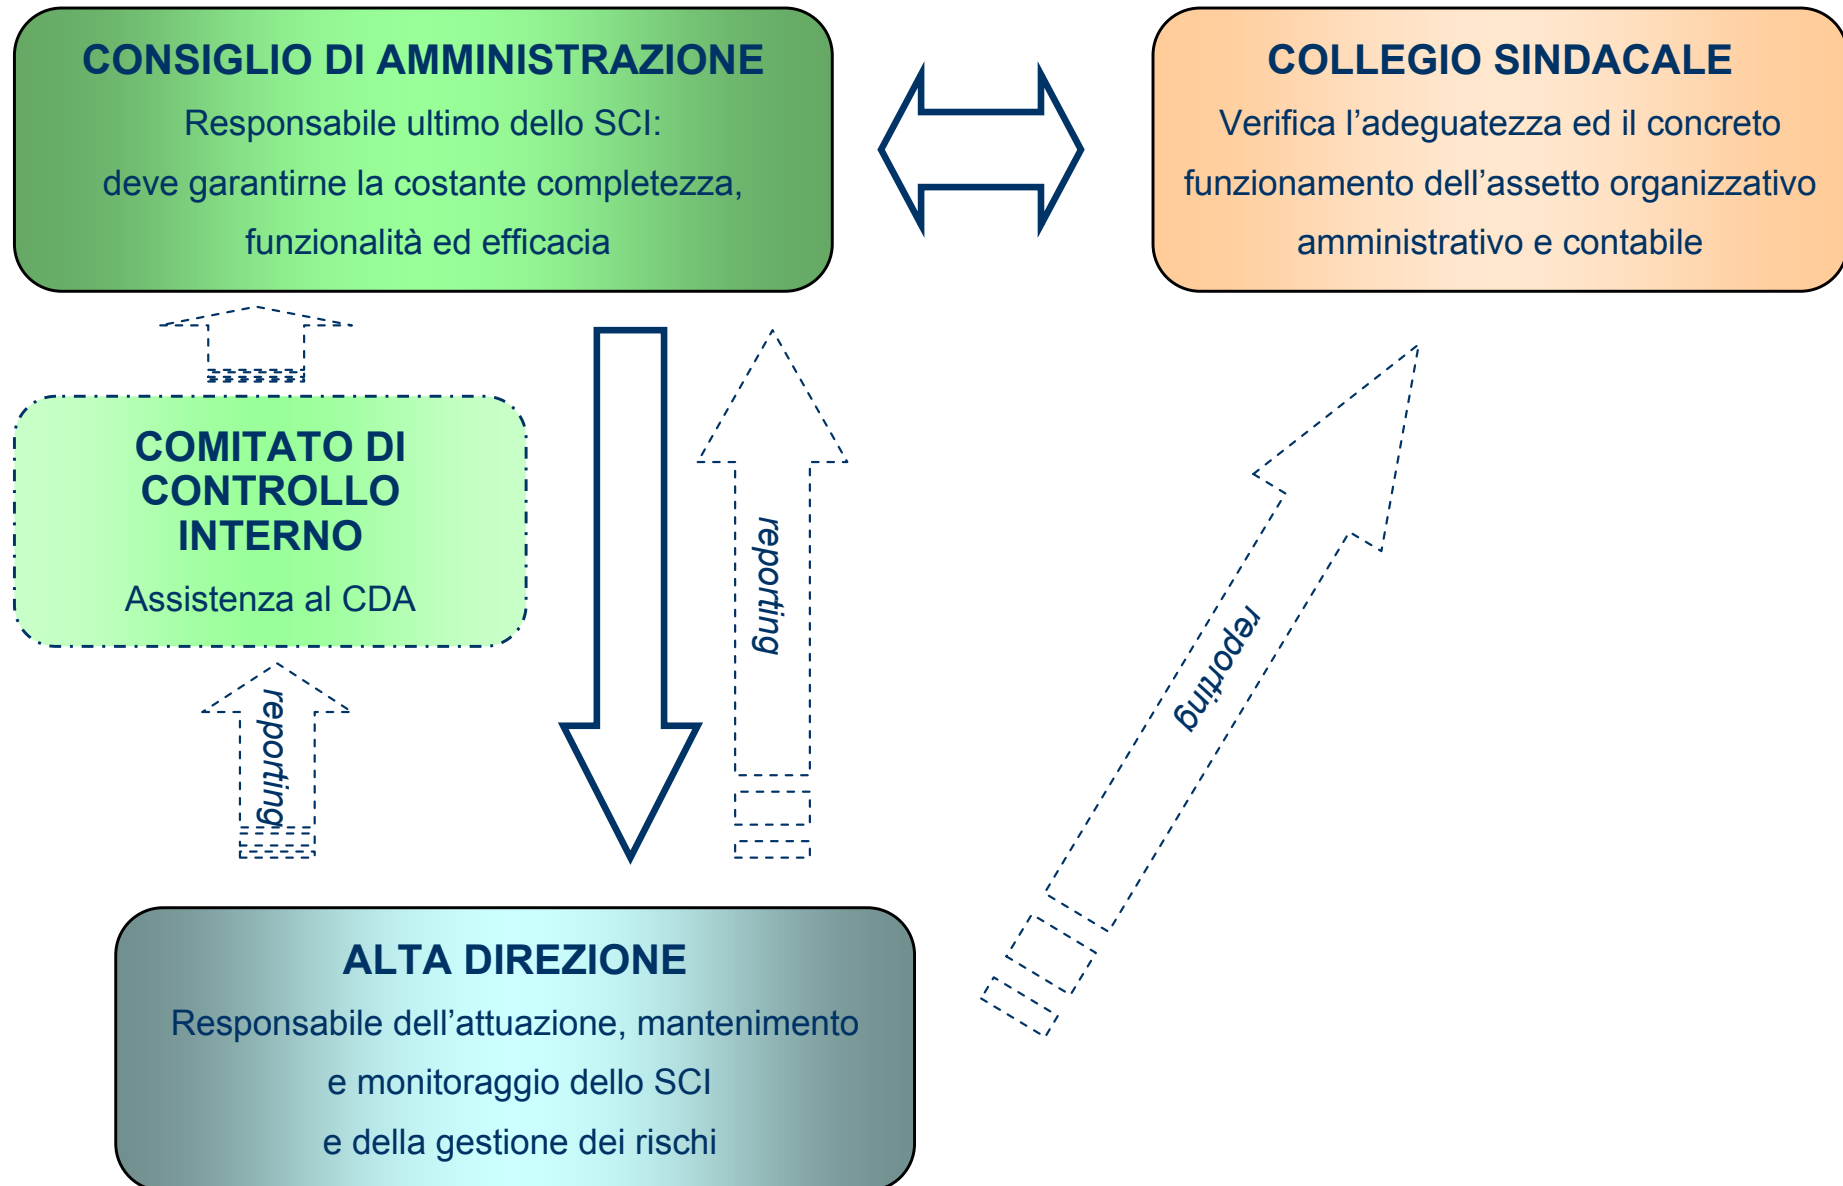 CONSIGLIO DI AMMINISTRAZIONE
Responsabile ultimo dello SCI:
deve garantirne la costante completezza,
funzionalità ed efficacia
COLLEGIO SINDACALE
Verifica l’adeguatezza ed il concreto
funzionamento dell’assetto organizzativo
amministrativo e contabile
COMITATO DI
CONTROLLO
INTERNO
Assistenza al CDA
reporting
reporting
reporting
ALTA DIREZIONE
Responsabile dell’attuazione, mantenimento
e monitoraggio dello SCI
e della gestione dei rischi